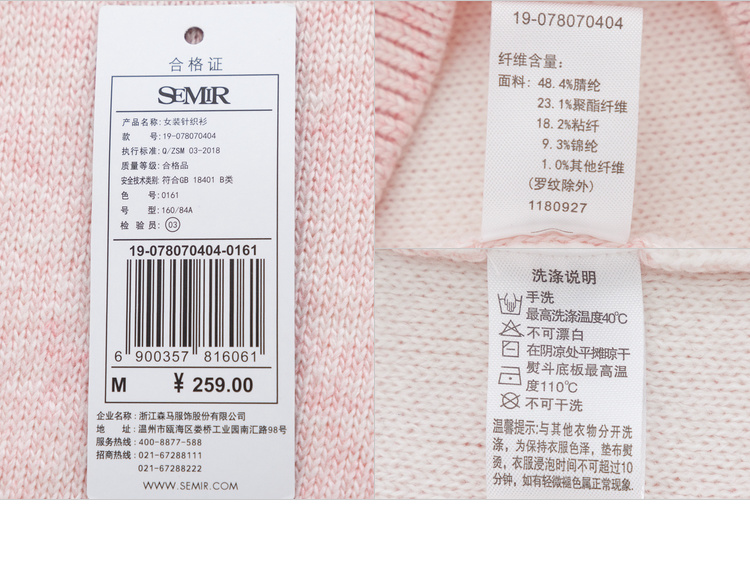 合格证
SEMIR
产品名称: 女装针织衫
款 号: 19-078070404
执行标准: Q/ZSM 03-2018
质量等级: 合格品
安全技术类别: 符合GB 18401 B类
色 号: 0161
号 型: 160/84A
检 验 员: 03
19-078070404-0161
6 900357 816061
M ¥ 259.00
企业名称: 浙江森马服饰股份有限公司
地 址: 温州市瓯海区娄桥工业园南汇路98号
服务热线: 400-8877-588
招商热线: 021-67288111
021-67288222
WWW.SEMIR.COM
19-078070404
纤维含量:
面料: 48.4%腈纶
23.1%聚酯纤维
18.2%粘纤
9.3%锦纶
1.0%其他纤维
(罗纹除外)
1180927
洗涤说明
手洗
最高洗涤温度40℃
不可漂白
在阴凉处平摊晾干
熨斗底板最高温
度110℃
不可干洗
温馨提示:与其他衣物分开洗
涤,为保持衣服色泽,垫布熨
烫,衣服浸泡时间不可超过10
分钟,如有轻微褪色属正常现象.